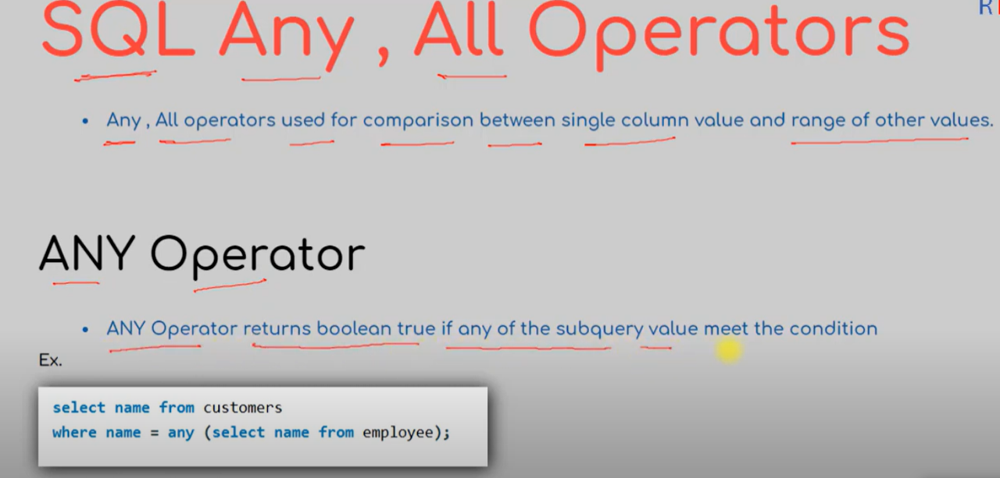 SQL Any , All Operators
• Any , All operators used for comparison between single column value and range of other values.
ANY Operator
• ANY Operator returns boolean true if any of the subquery value meet the condition
Ex.
select name from customers
where name = any (select name from employee);